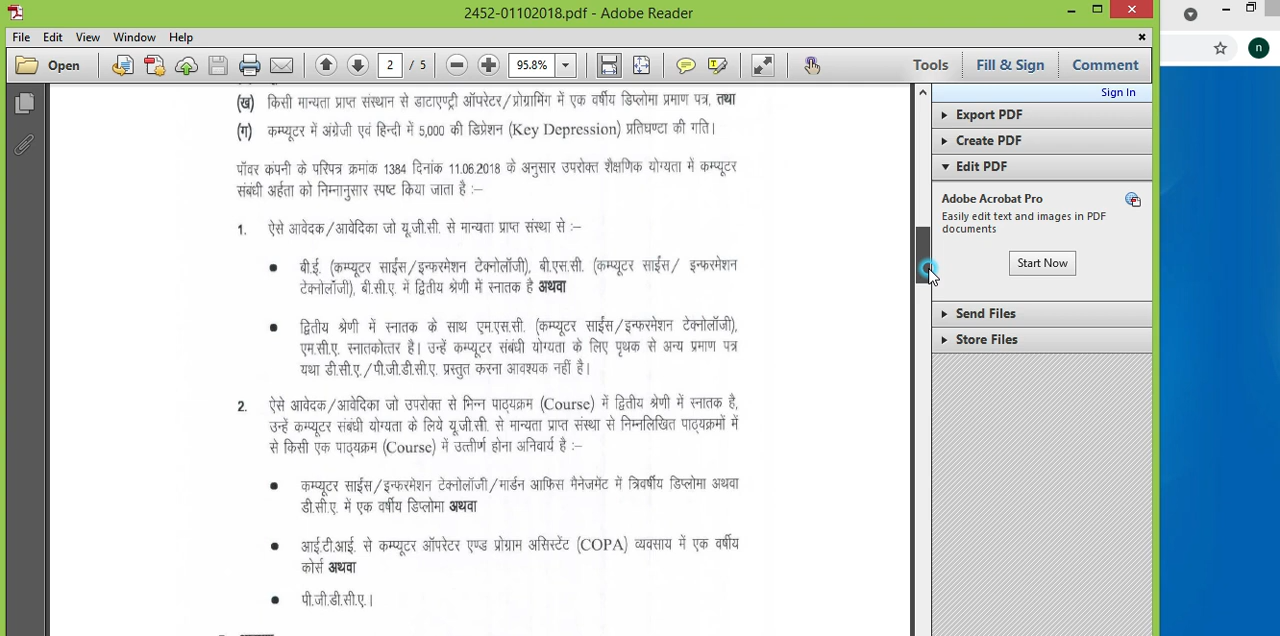 2452-01102018.pdf - Adobe Reader
File Edit View Window Help
Open 2 / 5 95.8% Tools Fill & Sign Comment
Sign In
(ख) किसी मान्यता प्राप्त संस्थान से डाटाएण्ट्री ऑपरेटर/प्रोग्रामिंग में एक वर्षीय डिप्लोमा प्रमाण पत्र, तथा
(ग) कम्प्यूटर में अंग्रेजी एवं हिन्दी में 5,000 की डिप्रेशन (Key Depression) प्रतिघण्टा की गति।
पॉवर कंपनी के परिपत्र क्रमांक 1384 दिनांक 11.06.2018 के अनुसार उपरोक्त शैक्षणिक योग्यता में कम्प्यूटर
संबंधी अर्हता को निम्नानुसार स्पष्ट किया जाता है :–
1. ऐसे आवेदक/आवेदिका जो यू.जी.सी. से मान्यता प्राप्त संस्था से :–
• बी.ई. (कम्प्यूटर साईंस/इन्फरमेशन टेक्नोलॉजी), बी.एस.सी. (कम्प्यूटर साईंस/ इन्फरमेशन
टेक्नोलॉजी), बी.सी.ए. में द्वितीय श्रेणी में स्नातक है अथवा
• द्वितीय श्रेणी में स्नातक के साथ एम.एस.सी. (कम्प्यूटर साईंस/इन्फरमेशन टेक्नोलॉजी),
एम.सी.ए. स्नातकोत्तर है। उन्हें कम्प्यूटर संबंधी योग्यता के लिए पृथक से अन्य प्रमाण पत्र
यथा डी.सी.ए./पी.जी.डी.सी.ए. प्रस्तुत करना आवश्यक नहीं है।
2. ऐसे आवेदक/आवेदिका जो उपरोक्त से भिन्न पाठ्यक्रम (Course) में द्वितीय श्रेणी में स्नातक है,
उन्हें कम्प्यूटर संबंधी योग्यता के लिये यू.जी.सी. से मान्यता प्राप्त संस्था से निम्नलिखित पाठ्यक्रमों में
से किसी एक पाठ्यक्रम (Course) में उत्तीर्ण होना अनिवार्य है :–
• कम्प्यूटर साईंस/इन्फरमेशन टेक्नोलॉजी/मार्डन आफिस मैनेजमेंट में त्रिवर्षीय डिप्लोमा अथवा
डी.सी.ए. में एक वर्षीय डिप्लोमा अथवा
• आई.टी.आई. से कम्प्यूटर ऑपरेटर एण्ड प्रोग्राम असिस्टेंट (COPA) व्यवसाय में एक वर्षीय
कोर्स अथवा
• पी.जी.डी.सी.ए.।
Export PDF
Create PDF
Edit PDF
Adobe Acrobat Pro
Easily edit text and images in PDF
documents
Start Now
Send Files
Store Files
n